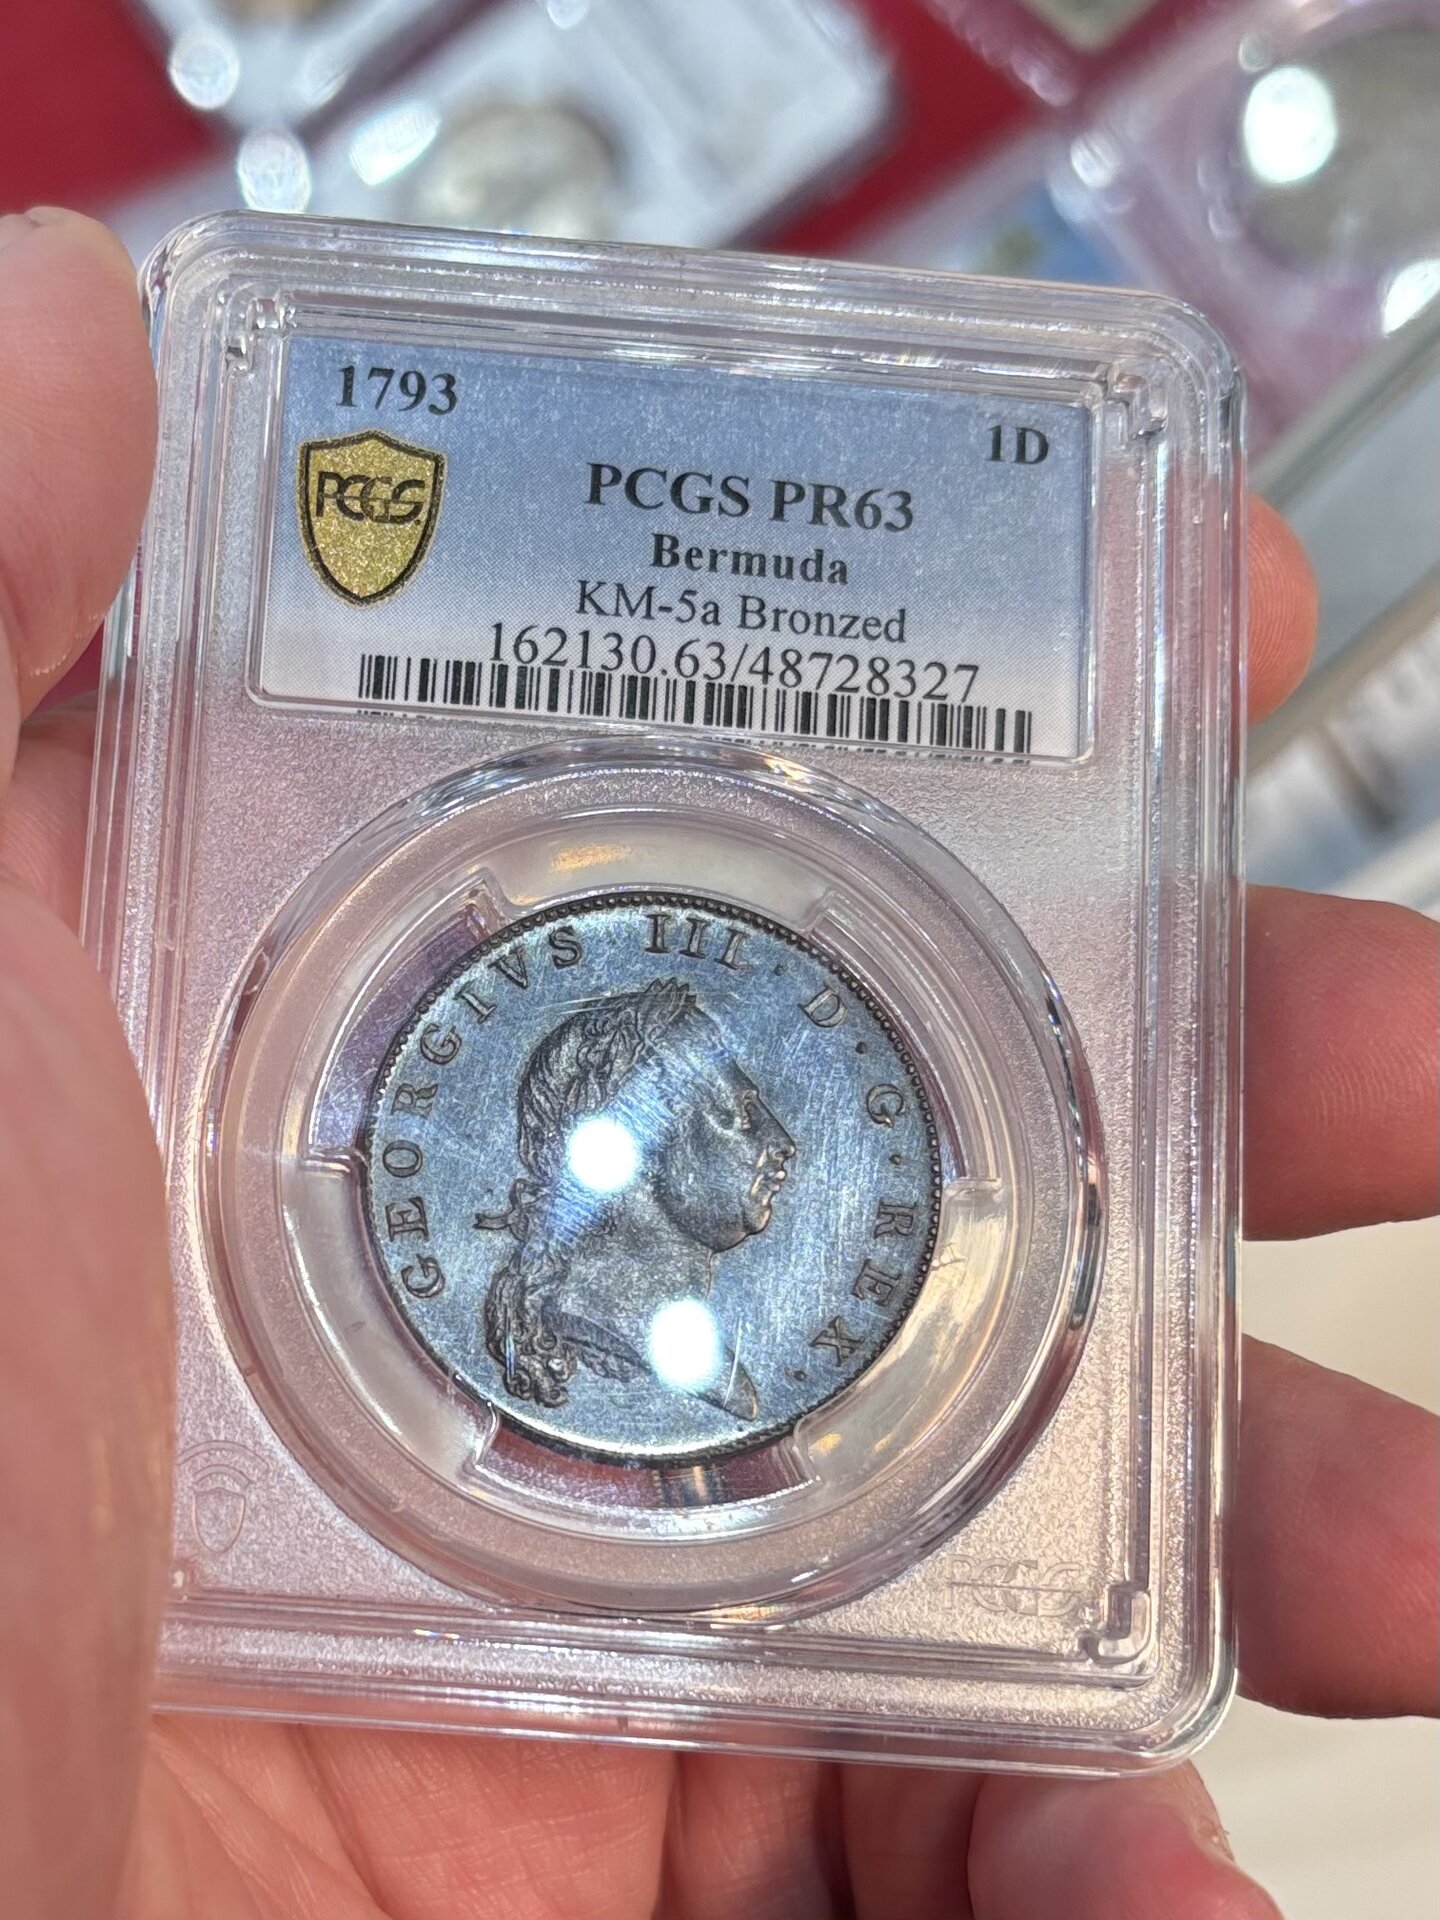 1793
1D
PCGS
PCGS PR63
Bermuda
KM-5a Bronzed
162130.63/48728327
GEORGIVS III · D · G · REX ·
PCGS